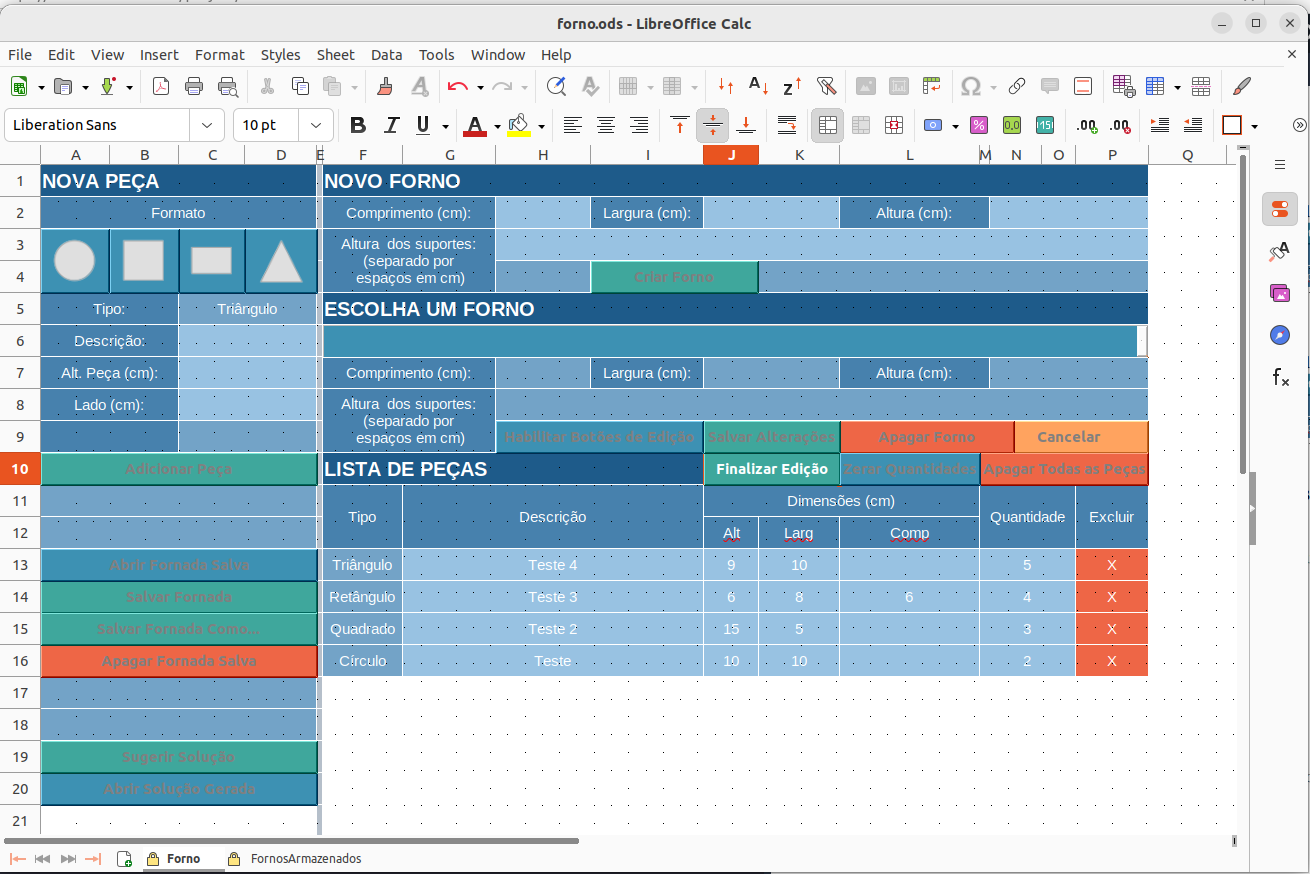 forno.ods - LibreOffice Calc
File Edit View Insert Format Styles Sheet Data Tools Window Help
Liberation Sans 10 pt
A B C D E F G H I J K L M N O P Q
1 NOVA PEÇA NOVO FORNO
2 Formato Comprimento (cm): Largura (cm): Altura (cm):
3 Altura dos suportes:
(separado por
4 espaços em cm) Criar Forno
5 Tipo: Triângulo ESCOLHA UM FORNO
6 Descrição:
7 Alt. Peça (cm): Comprimento (cm): Largura (cm): Altura (cm):
8 Lado (cm): Altura dos suportes:
(separado por
9 espaços em cm) Habilitar Botões de Edição Salvar Alterações Apagar Forno Cancelar
10 Adicionar Peça LISTA DE PEÇAS Finalizar Edição Zerar Quantidades Apagar Todas as Peças
11 Dimensões (cm)
Tipo Descrição Quantidade Excluir
12 Alt Larg Comp
13 Abrir Fornada Salva Triângulo Teste 4 9 10 5 X
14 Salvar Fornada Retângulo Teste 3 6 8 6 4 X
15 Salvar Fornada Como... Quadrado Teste 2 15 5 3 X
16 Apagar Fornada Salva Círculo Teste 10 10 2 X
17
18
19 Sugerir Solução
20 Abrir Solução Gerada
21
Forno FornosArmazenados